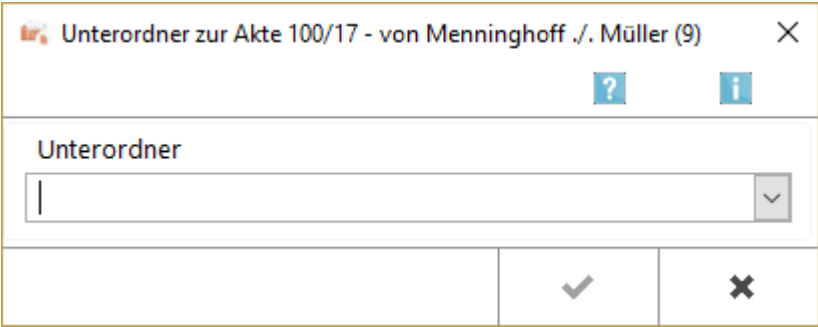 Unterordner zur Akte 100/17 - von Menninghoff ./. Müller (9)
? i
Unterordner